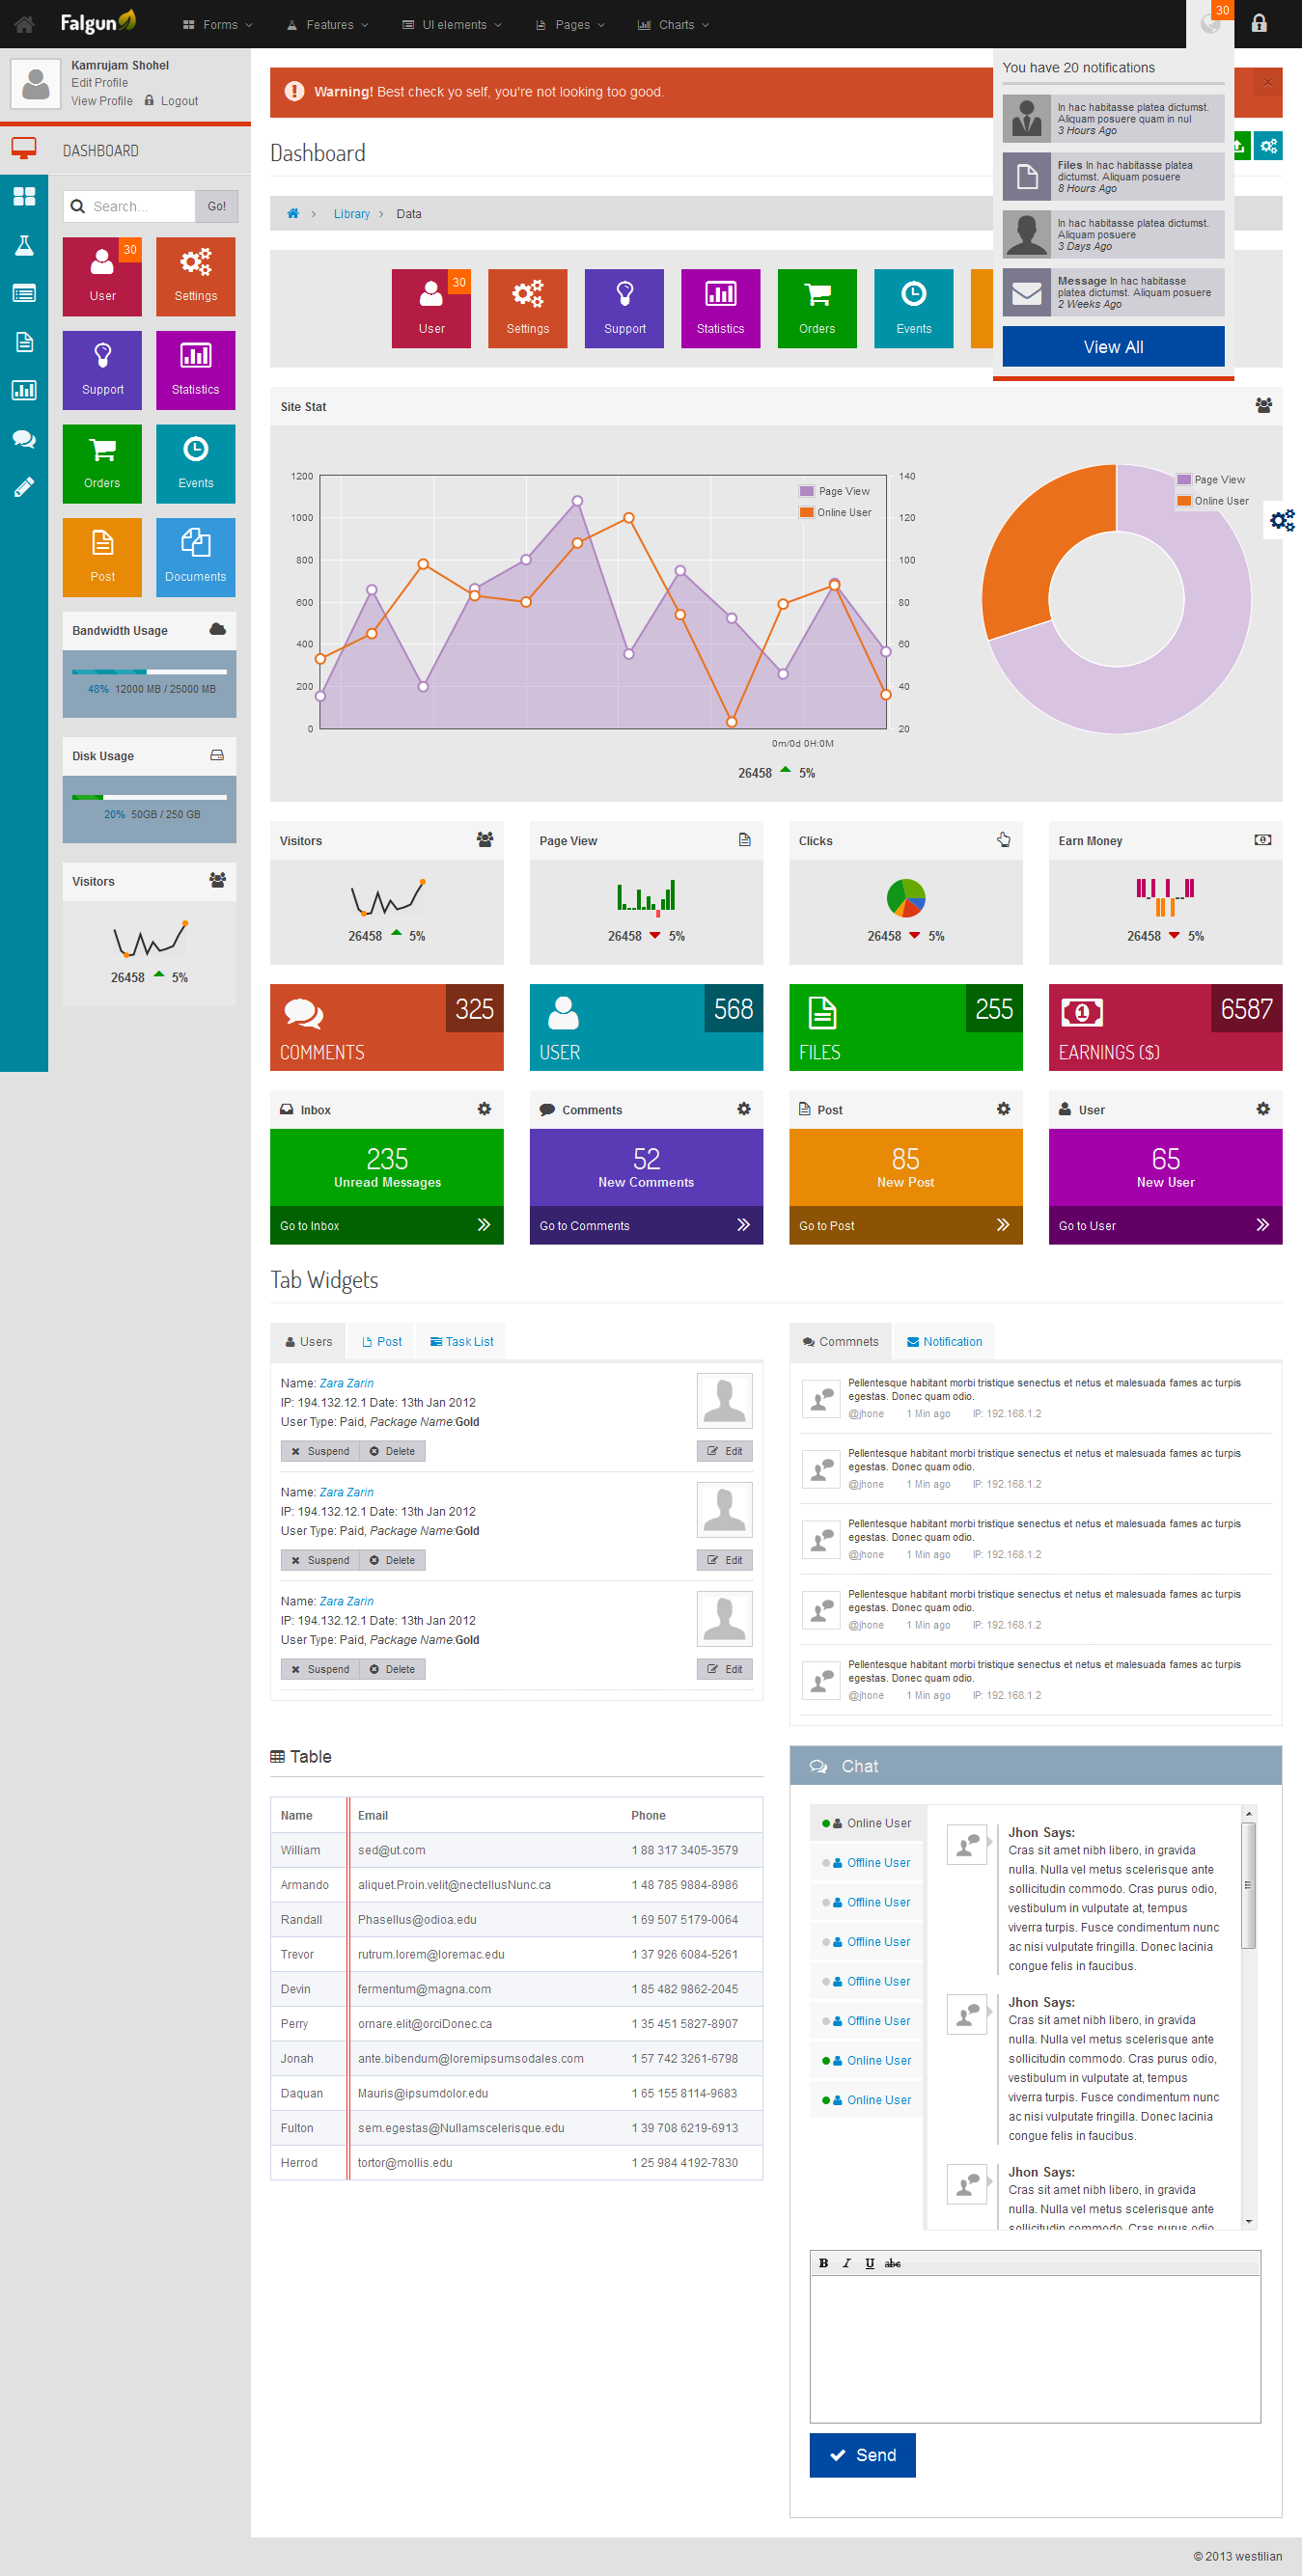 Falgun
Forms
Features
UI elements
Pages
Charts
30
Kamrujam Shohel
Edit Profile
View Profile
Logout
DASHBOARD
Search...
Go!
30
User
Settings
Support
Statistics
Orders
Events
Post
Documents
Bandwidth Usage
48% 12000 MB / 25000 MB
Disk Usage
20% 50GB / 250 GB
Visitors
26458 5%
Warning! Best check yo self, you're not looking too good.
×
You have 20 notifications
In hac habitasse platea dictumst.
Aliquam posuere quam in nul
3 Hours Ago
Files In hac habitasse platea
dictumst. Aliquam posuere
8 Hours Ago
In hac habitasse platea dictumst.
Aliquam posuere
3 Days Ago
Message In hac habitasse
platea dictumst. Aliquam posuere
2 Weeks Ago
View All
Dashboard
Library
Data
30
User
Settings
Support
Statistics
Orders
Events
Site Stat
1200
1000
800
600
400
200
0
140
120
100
80
60
40
20
Page View
Online User
0m/0d 0H:0M
26458 5%
Page View
Online User
Visitors
26458 5%
Page View
26458 5%
Clicks
26458 5%
Earn Money
26458 5%
325
COMMENTS
568
USER
255
FILES
6587
EARNINGS ($)
Inbox
235
Unread Messages
Go to Inbox
Comments
52
New Comments
Go to Comments
Post
85
New Post
Go to Post
User
65
New User
Go to User
Tab Widgets
Users
Post
Task List
Name: Zara Zarin
IP: 194.132.12.1 Date: 13th Jan 2012
User Type: Paid, Package Name:Gold
Suspend
Delete
Edit
Name: Zara Zarin
IP: 194.132.12.1 Date: 13th Jan 2012
User Type: Paid, Package Name:Gold
Suspend
Delete
Edit
Name: Zara Zarin
IP: 194.132.12.1 Date: 13th Jan 2012
User Type: Paid, Package Name:Gold
Suspend
Delete
Edit
Commnets
Notification
Pellentesque habitant morbi tristique senectus et netus et malesuada fames ac turpis
egestas. Donec quam odio.
@jhone 1 Min ago IP: 192.168.1.2
Pellentesque habitant morbi tristique senectus et netus et malesuada fames ac turpis
egestas. Donec quam odio.
@jhone 1 Min ago IP: 192.168.1.2
Pellentesque habitant morbi tristique senectus et netus et malesuada fames ac turpis
egestas. Donec quam odio.
@jhone 1 Min ago IP: 192.168.1.2
Pellentesque habitant morbi tristique senectus et netus et malesuada fames ac turpis
egestas. Donec quam odio.
@jhone 1 Min ago IP: 192.168.1.2
Pellentesque habitant morbi tristique senectus et netus et malesuada fames ac turpis
egestas. Donec quam odio.
@jhone 1 Min ago IP: 192.168.1.2
Table
Name Email Phone
William sed@ut.com 1 88 317 3405-3579
Armando aliquet.Proin.velit@nectellusNunc.ca 1 48 785 9884-8986
Randall Phasellus@odioa.edu 1 69 507 5179-0064
Trevor rutrum.lorem@loremac.edu 1 37 926 6084-5261
Devin fermentum@magna.com 1 85 482 9862-2045
Perry ornare.elit@orciDonec.ca 1 35 451 5827-8907
Jonah ante.bibendum@loremipsumsodales.com 1 57 742 3261-6798
Daquan Mauris@ipsumdolor.edu 1 65 155 8114-9683
Fulton sem.egestas@Nullamscelerisque.edu 1 39 708 6219-6913
Herrod tortor@mollis.edu 1 25 984 4192-7830
Chat
Online User
Offline User
Offline User
Offline User
Offline User
Offline User
Online User
Online User
Jhon Says:
Cras sit amet nibh libero, in gravida
nulla. Nulla vel metus scelerisque ante
sollicitudin commodo. Cras purus odio,
vestibulum in vulputate at, tempus
viverra turpis. Fusce condimentum nunc
ac nisi vulputate fringilla. Donec lacinia
congue felis in faucibus.
Jhon Says:
Cras sit amet nibh libero, in gravida
nulla. Nulla vel metus scelerisque ante
sollicitudin commodo. Cras purus odio,
vestibulum in vulputate at, tempus
viverra turpis. Fusce condimentum nunc
ac nisi vulputate fringilla. Donec lacinia
congue felis in faucibus.
Jhon Says:
Cras sit amet nibh libero, in gravida
nulla. Nulla vel metus scelerisque ante
sollicitudin commodo. Cras purus odio,
B I U abc
Send
© 2013 westilian